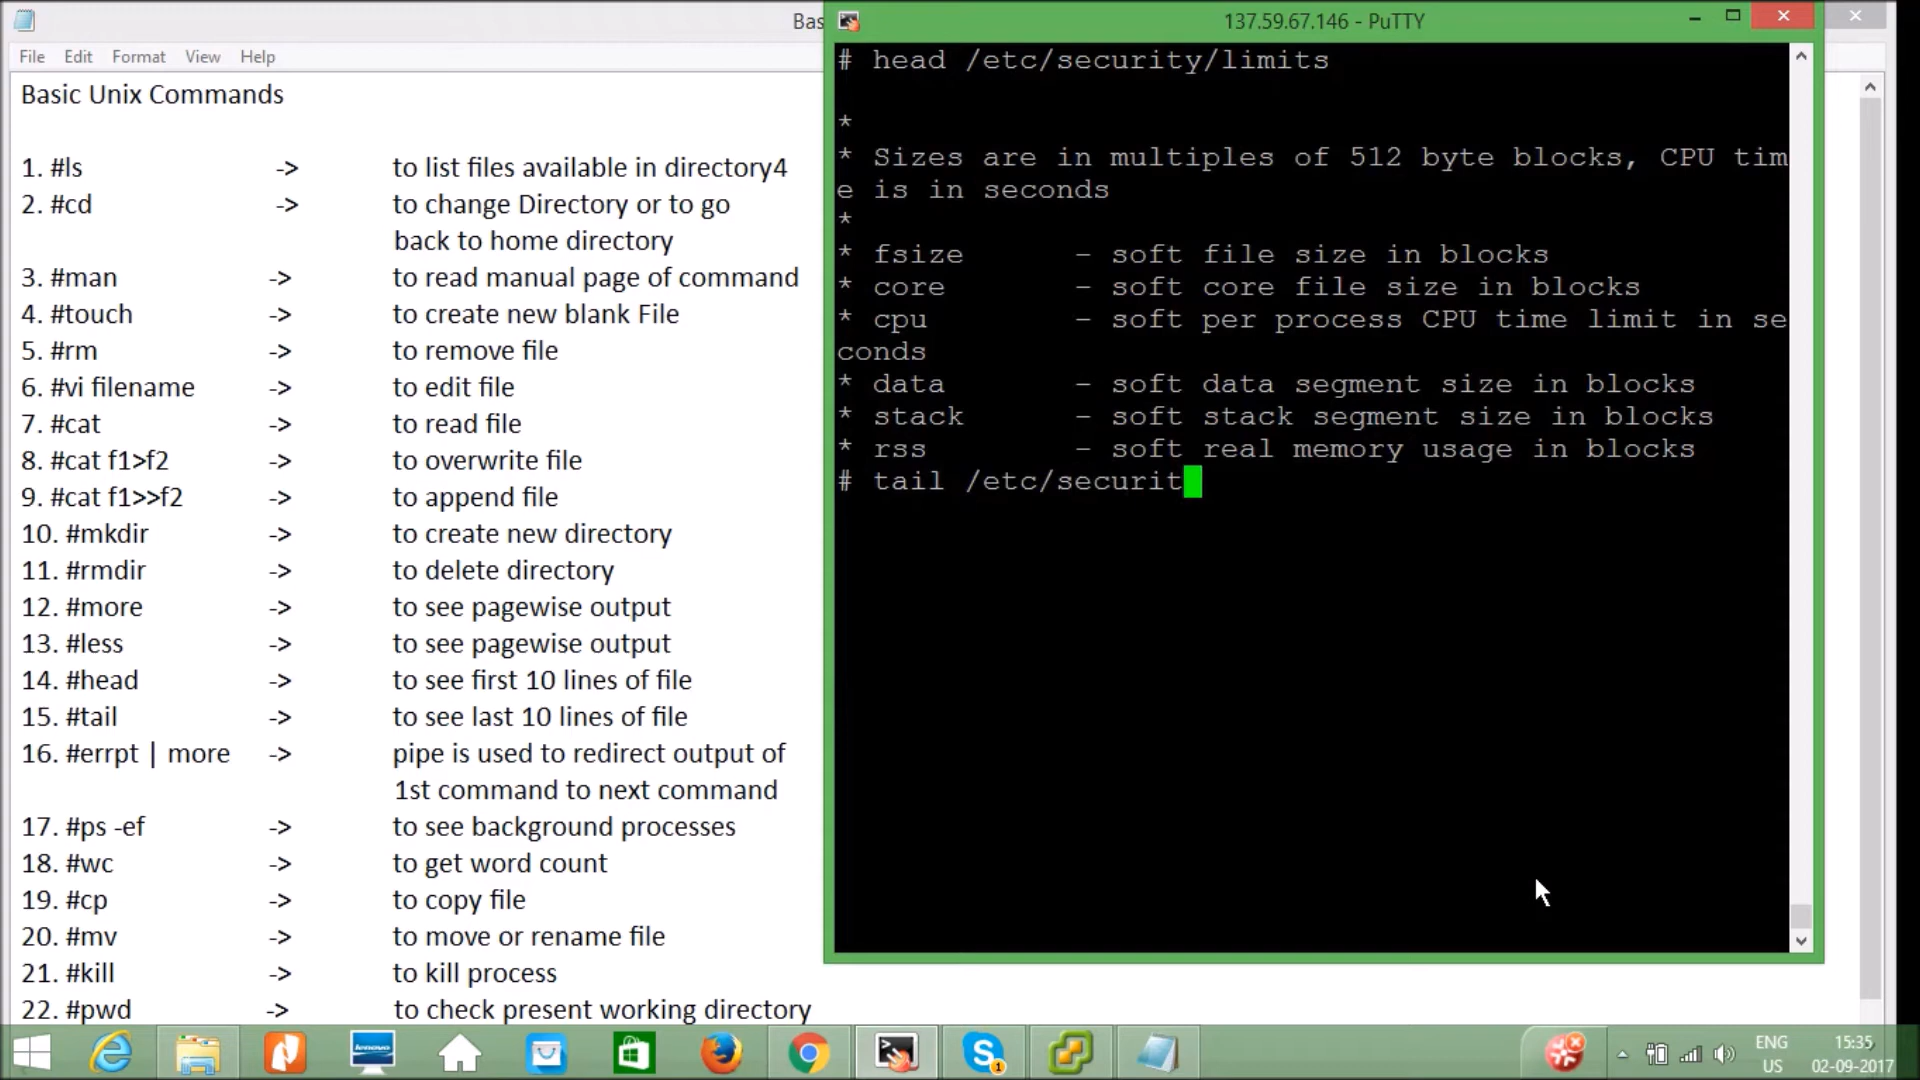 Bas
File Edit Format View Help
Basic Unix Commands
1. #ls -> to list files available in directory4
2. #cd -> to change Directory or to go
back to home directory
3. #man -> to read manual page of command
4. #touch -> to create new blank File
5. #rm -> to remove file
6. #vi filename -> to edit file
7. #cat -> to read file
8. #cat f1>f2 -> to overwrite file
9. #cat f1>>f2 -> to append file
10. #mkdir -> to create new directory
11. #rmdir -> to delete directory
12. #more -> to see pagewise output
13. #less -> to see pagewise output
14. #head -> to see first 10 lines of file
15. #tail -> to see last 10 lines of file
16. #errpt | more -> pipe is used to redirect output of
1st command to next command
17. #ps -ef -> to see background processes
18. #wc -> to get word count
19. #cp -> to copy file
20. #mv -> to move or rename file
21. #kill -> to kill process
22. #pwd -> to check present working directory
137.59.67.146 - PuTTY
# head /etc/security/limits
*
* Sizes are in multiples of 512 byte blocks, CPU tim
e is in seconds
*
* fsize - soft file size in blocks
* core - soft core file size in blocks
* cpu - soft per process CPU time limit in se
conds
* data - soft data segment size in blocks
* stack - soft stack segment size in blocks
* rss - soft real memory usage in blocks
# tail /etc/securit
lenovo
S 1
ENG 15:35
US 02-09-2017